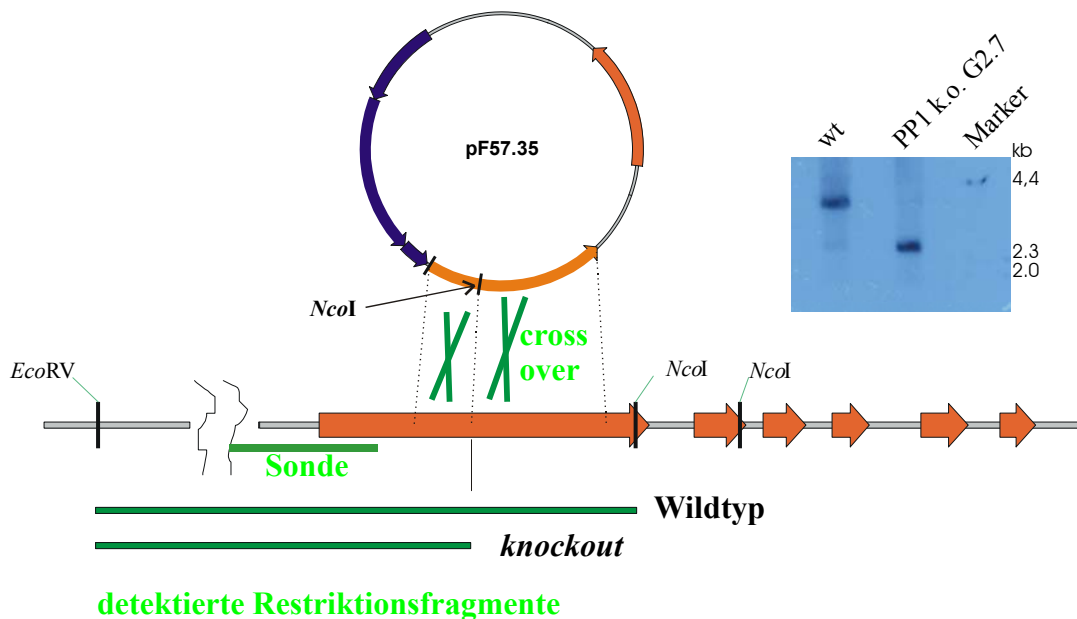 pF57.35
wt
PP1 k.o. G2.7
Marker
kb
4,4
2.3
2.0
NcoI
cross
over
EcoRV
NcoI
NcoI
Sonde
Wildtyp
knockout
detektierte Restriktionsfragmente